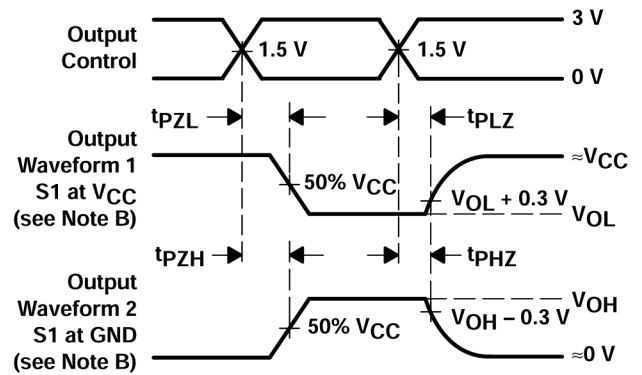 3 V
Output
Control
1.5 V
1.5 V
0 V
tPZL
tPLZ
Output
Waveform 1
S1 at VCC
(see Note B)
≈VCC
50% VCC
VOL + 0.3 V
VOL
tPZH
tPHZ
Output
Waveform 2
S1 at GND
(see Note B)
VOH
VOH – 0.3 V
50% VCC
≈0 V